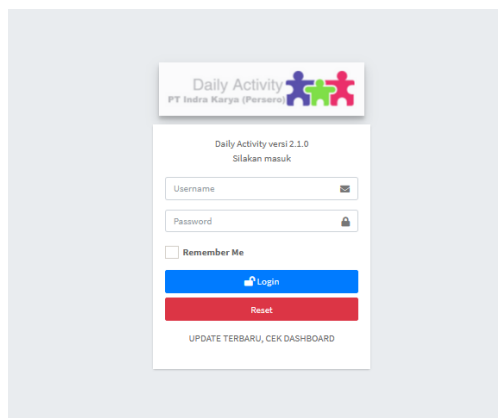 Daily Activity
PT Indra Karya (Persero)
Daily Activity versi 2.1.0
Silakan masuk
Username
Password
Remember Me
Login
Reset
UPDATE TERBARU, CEK DASHBOARD